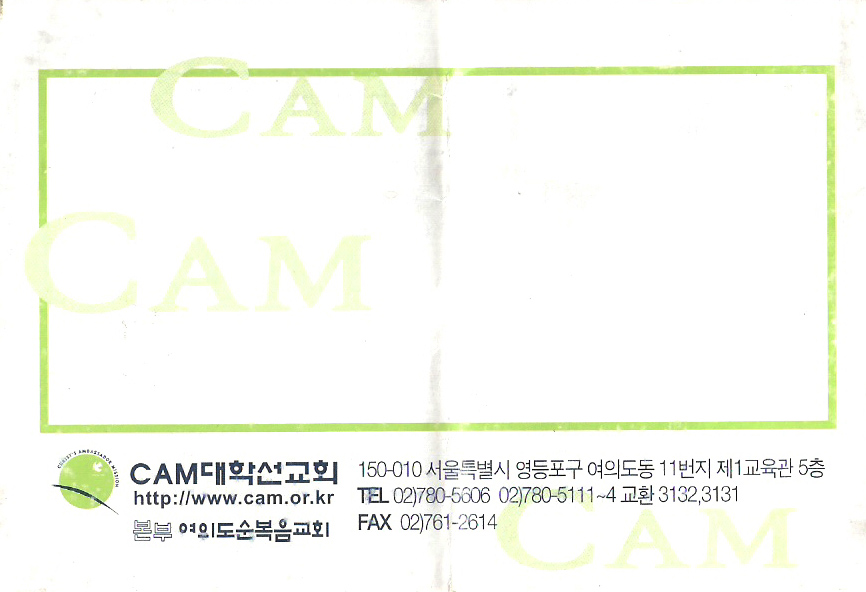 CAM
CAM
CHRIST'S AMBASSADOR MISSION
CAM대학선교회
http://www.cam.or.kr
본부 여의도순복음교회
150-010 서울특별시 영등포구 여의도동 11번지 제1교육관 5층
TEL 02)780-5606 02)780-5111~4 교환 3132,3131
FAX 02)761-2614
CAM